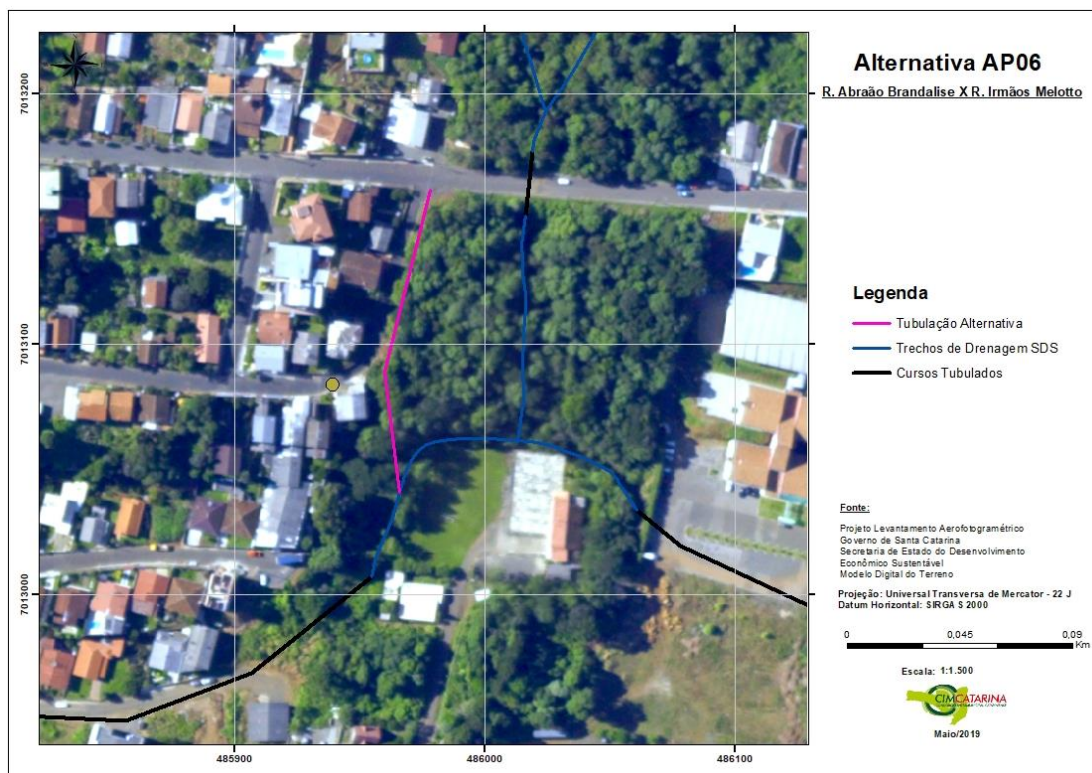 Alternativa AP06
R. Abraão Brandalise X R. Irmãos Melotto
7013200
7013100
7013000
485900
486000
486100
Legenda
Tubulação Alternativa
Trechos de Drenagem SDS
Cursos Tubulados
Fonte:
Projeto Levantamento Aerofotogramétrico
Governo de Santa Catarina
Secretaria de Estado do Desenvolvimento
Econômico Sustentável
Modelo Digital do Terreno
Projeção: Universal Transversa de Mercator - 22 J
Datum Horizontal: SIRGAS 2000
0 0,045 0,09
Km
Escala: 1:1.500
CIMCATARINA
Maio/2019